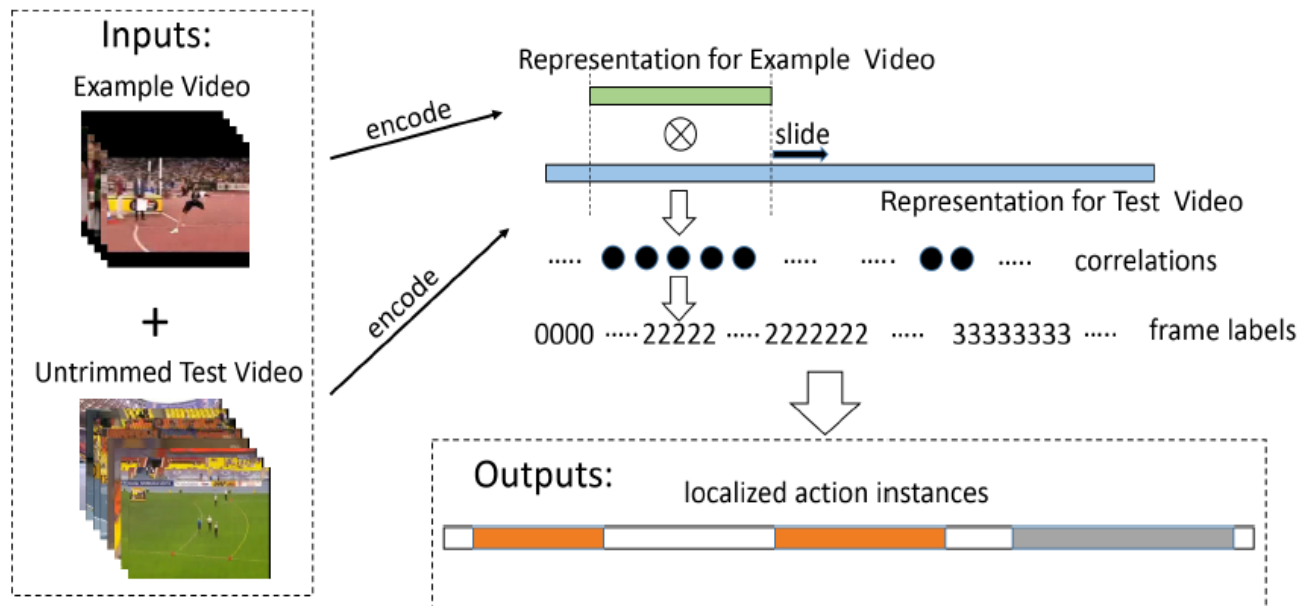 Inputs:
Example Video
+
Untrimmed Test Video
encode
encode
Representation for Example Video
slide
Representation for Test Video
..... ..... ..... ..... correlations
0000 ..... 22222 ..... 2222222 ..... 33333333 ..... frame labels
Outputs:
localized action instances